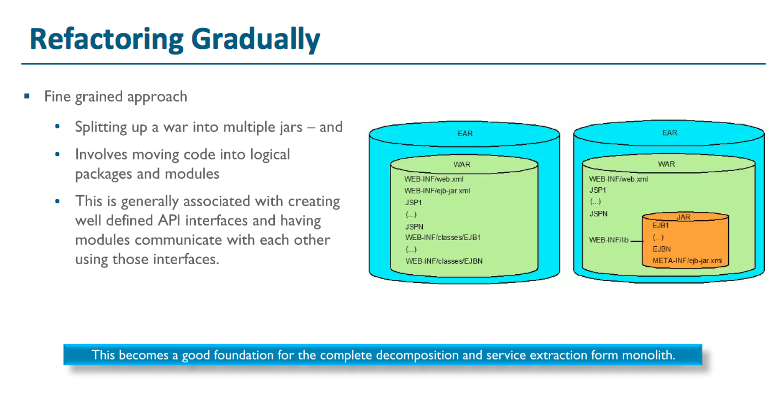 Refactoring Gradually
Fine grained approach
Splitting up a war into multiple jars – and
Involves moving code into logical
packages and modules
This is generally associated with creating
well defined API interfaces and having
modules communicate with each other
using those interfaces.
EAR
WAR
WEB-INF/web.xml
WEB-INF/ejb-jar.xml
JSP1
(...)
JSPN
WEB-INF/classes/EJB1
(...)
WEB-INF/classes/EJBN
EAR
WAR
WEB-INF/web.xml
JSP1
(...)
JSPN
WEB-INF/lib
JAR
EJB1
(...)
EJBN
META-INF/ejb-jar.xml
This becomes a good foundation for the complete decomposition and service extraction form monolith.